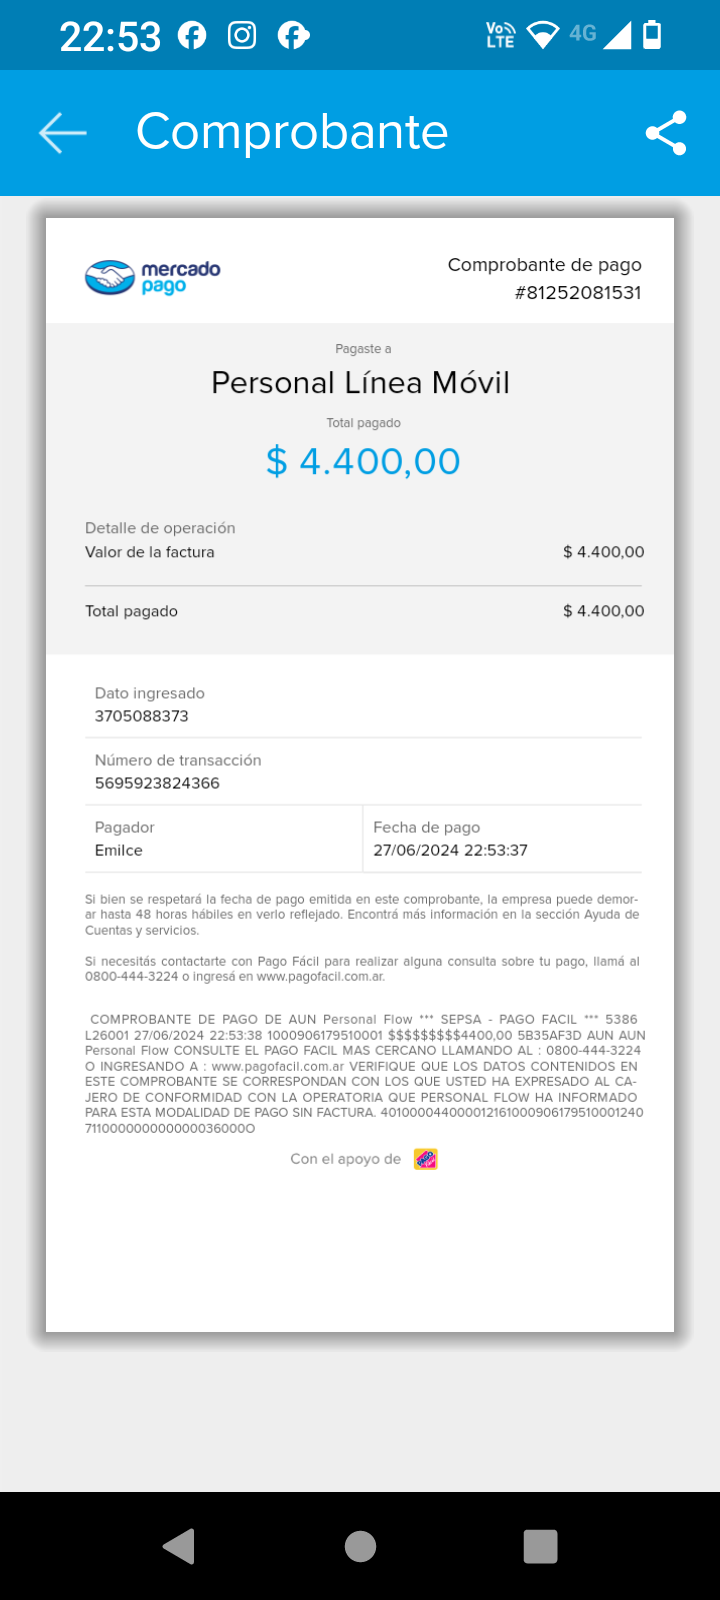 22:53
Vo LTE 4G
Comprobante
mercado
pago
Comprobante de pago
#81252081531
Pagaste a
Personal Línea Móvil
Total pagado
$ 4.400,00
Detalle de operación
Valor de la factura $ 4.400,00
Total pagado $ 4.400,00
Dato ingresado
3705088373
Número de transacción
5695923824366
Pagador
Emilce
Fecha de pago
27/06/2024 22:53:37
Si bien se respetará la fecha de pago emitida en este comprobante, la empresa puede demor-
ar hasta 48 horas hábiles en verlo reflejado. Encontrá más información en la sección Ayuda de
Cuentas y servicios.
Si necesitás contactarte con Pago Fácil para realizar alguna consulta sobre tu pago, llamá al
0800-444-3224 o ingresá en www.pagofacil.com.ar.
COMPROBANTE DE PAGO DE AUN Personal Flow *** SEPSA - PAGO FACIL *** 5386
L26001 27/06/2024 22:53:38 1000906179510001 $$$$$$$$$4400,00 5B35AF3D AUN AUN
Personal Flow CONSULTE EL PAGO FACIL MAS CERCANO LLAMANDO AL : 0800-444-3224
O INGRESANDO A : www.pagofacil.com.ar VERIFIQUE QUE LOS DATOS CONTENIDOS EN
ESTE COMPROBANTE SE CORRESPONDAN CON LOS QUE USTED HA EXPRESADO AL CA-
JERO DE CONFORMIDAD CON LA OPERATORIA QUE PERSONAL FLOW HA INFORMADO
PARA ESTA MODALIDAD DE PAGO SIN FACTURA. 401000044000012161000906179510001240
7110000000000000036000O
Con el apoyo de